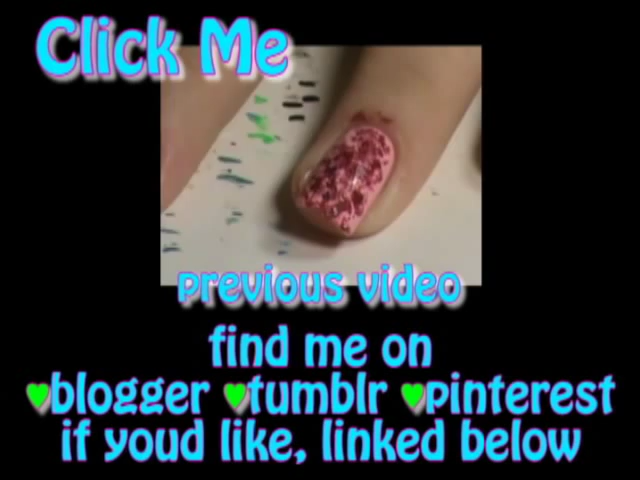 Click Me
previous video
find me on
♥blogger ♥tumblr ♥pinterest
if youd like, linked below